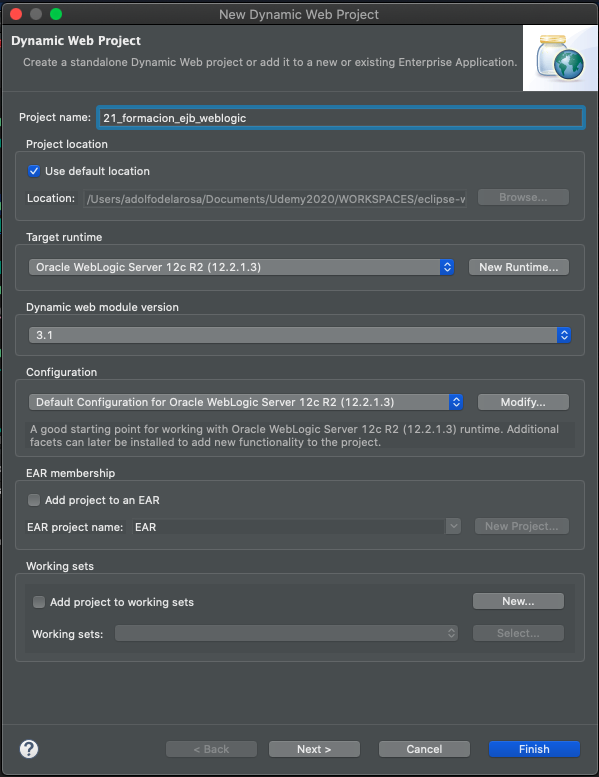 New Dynamic Web Project
Dynamic Web Project
Create a standalone Dynamic Web project or add it to a new or existing Enterprise Application.
Project name: 21_formacion_ejb_weblogic
Project location
Use default location
Location: /Users/adolfodelarosa/Documents/Udemy2020/WORKSPACES/eclipse-w Browse...
Target runtime
Oracle WebLogic Server 12c R2 (12.2.1.3) New Runtime...
Dynamic web module version
3.1
Configuration
Default Configuration for Oracle WebLogic Server 12c R2 (12.2.1.3) Modify...
A good starting point for working with Oracle WebLogic Server 12c R2 (12.2.1.3) runtime. Additional
facets can later be installed to add new functionality to the project.
EAR membership
Add project to an EAR
EAR project name: EAR New Project...
Working sets
Add project to working sets New...
Working sets: Select...
? < Back Next > Cancel Finish